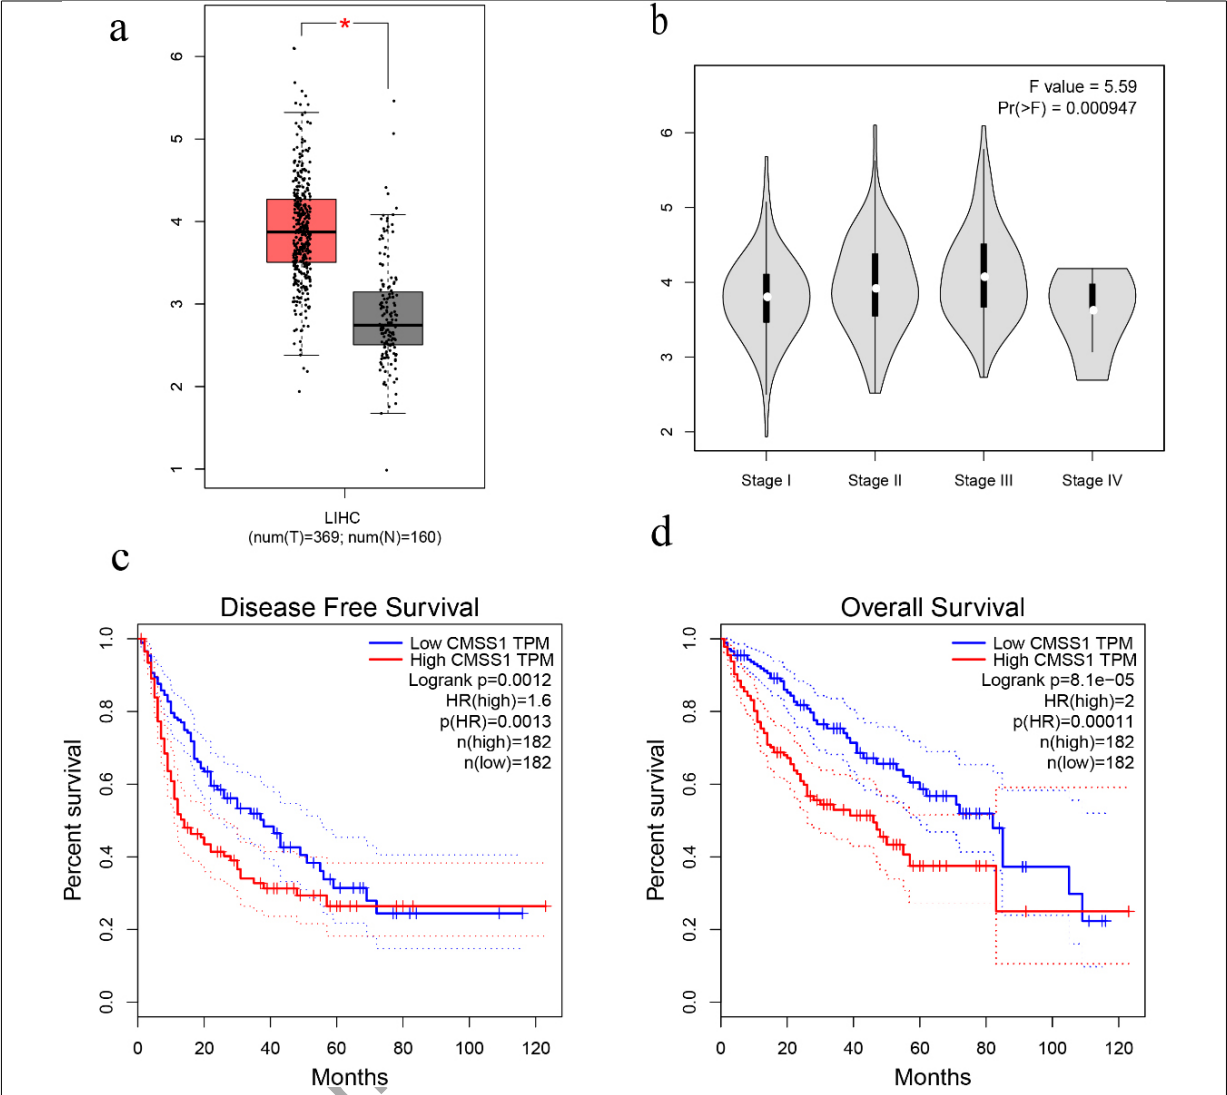 a
*
6
5
4
3
2
1
LIHC
(num(T)=369; num(N)=160)
b
F value = 5.59
Pr(>F) = 0.000947
6
5
4
3
2
Stage I Stage II Stage III Stage IV
c
Disease Free Survival
Low CMSS1 TPM
High CMSS1 TPM
Logrank p=0.0012
HR(high)=1.6
p(HR)=0.0013
n(high)=182
n(low)=182
Percent survival
1.0
0.8
0.6
0.4
0.2
0.0
0 20 40 60 80 100 120
Months
d
Overall Survival
Low CMSS1 TPM
High CMSS1 TPM
Logrank p=8.1e−05
HR(high)=2
p(HR)=0.00011
n(high)=182
n(low)=182
Percent survival
1.0
0.8
0.6
0.4
0.2
0.0
0 20 40 60 80 100 120
Months